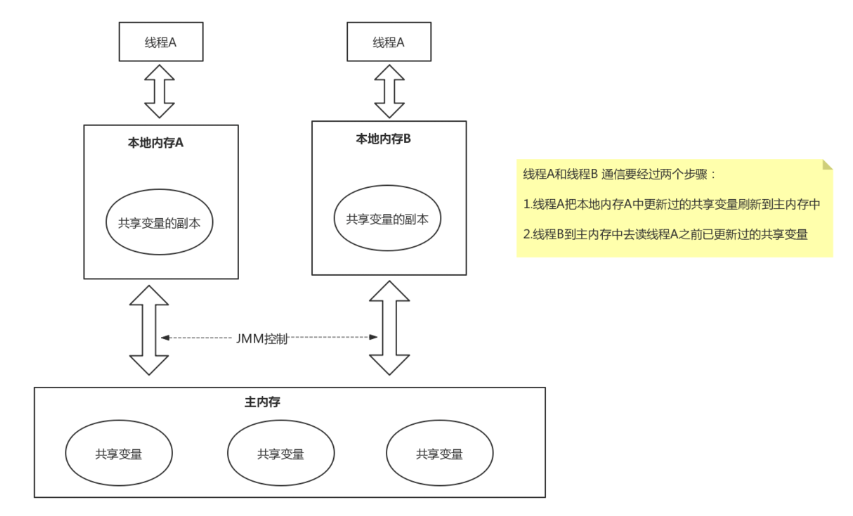 线程A
线程A
本地内存A
本地内存B
共享变量的副本
共享变量的副本
线程A和线程B 通信要经过两个步骤：
1.线程A把本地内存A中更新过的共享变量刷新到主内存中
2.线程B到主内存中去读线程A之前已更新过的共享变量
JMM控制
主内存
共享变量
共享变量
共享变量